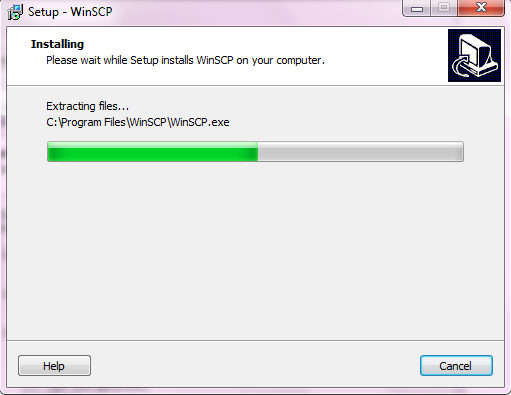 Setup - WinSCP
Installing
Please wait while Setup installs WinSCP on your computer.
Extracting files...
C:\Program Files\WinSCP\WinSCP.exe
Help
Cancel